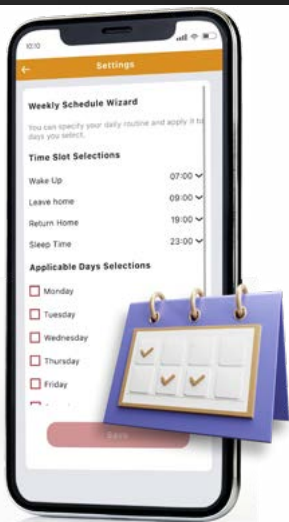 10:10
Settings
Weekly Schedule Wizard
You can specify your daily routine and apply it to
days you select.
Time Slot Selections
Wake Up 07:00
Leave home 09:00
Return Home 19:00
Sleep Time 23:00
Applicable Days Selections
Monday
Tuesday
Wednesday
Thursday
Friday
Save